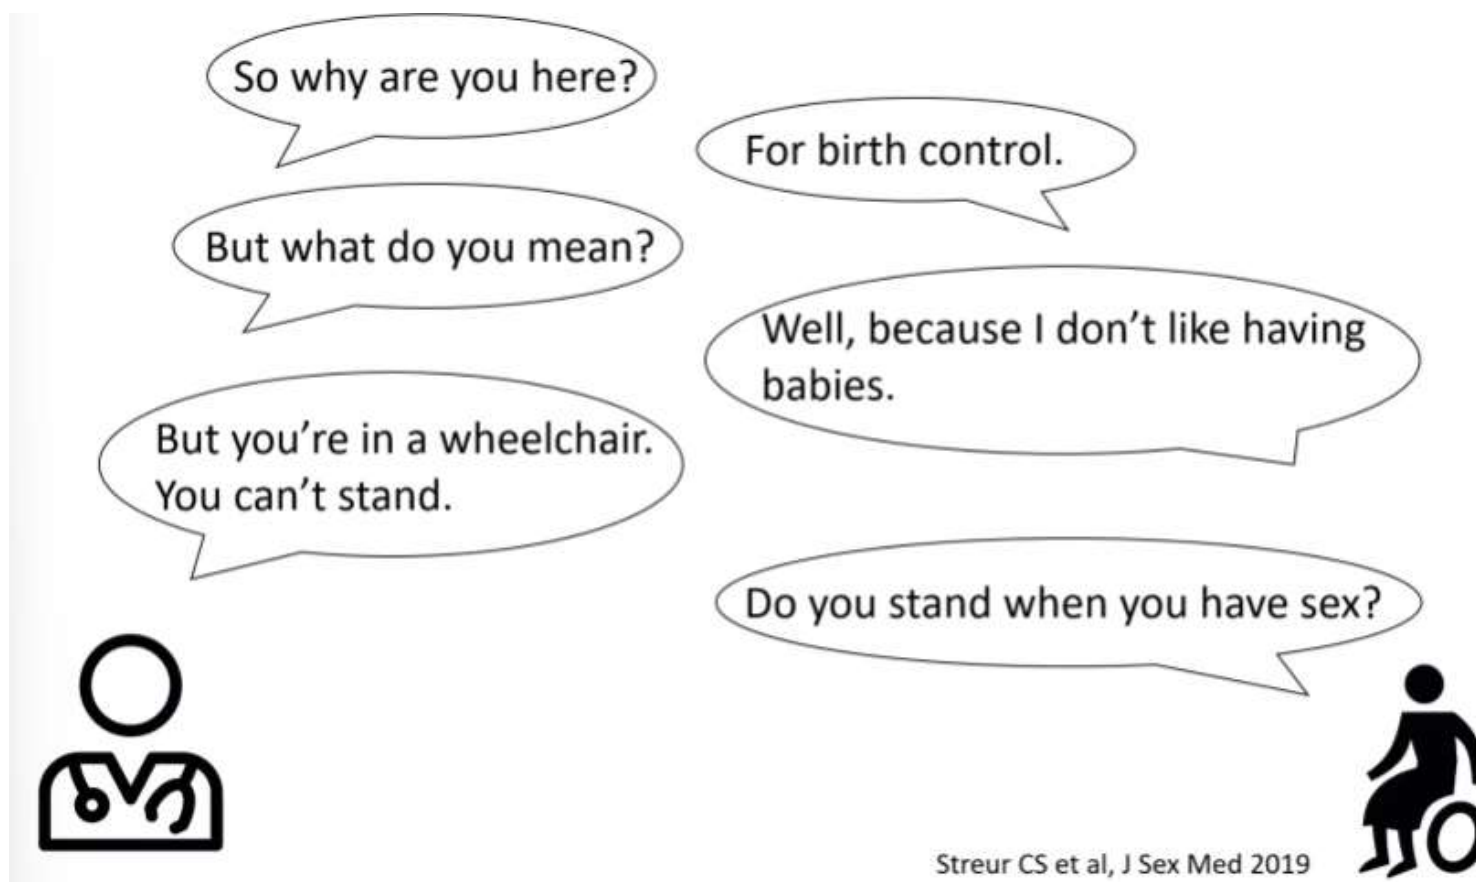 So why are you here?
For birth control.
But what do you mean?
Well, because I don’t like having
babies.
But you’re in a wheelchair.
You can’t stand.
Do you stand when you have sex?
Streur CS et al, J Sex Med 2019